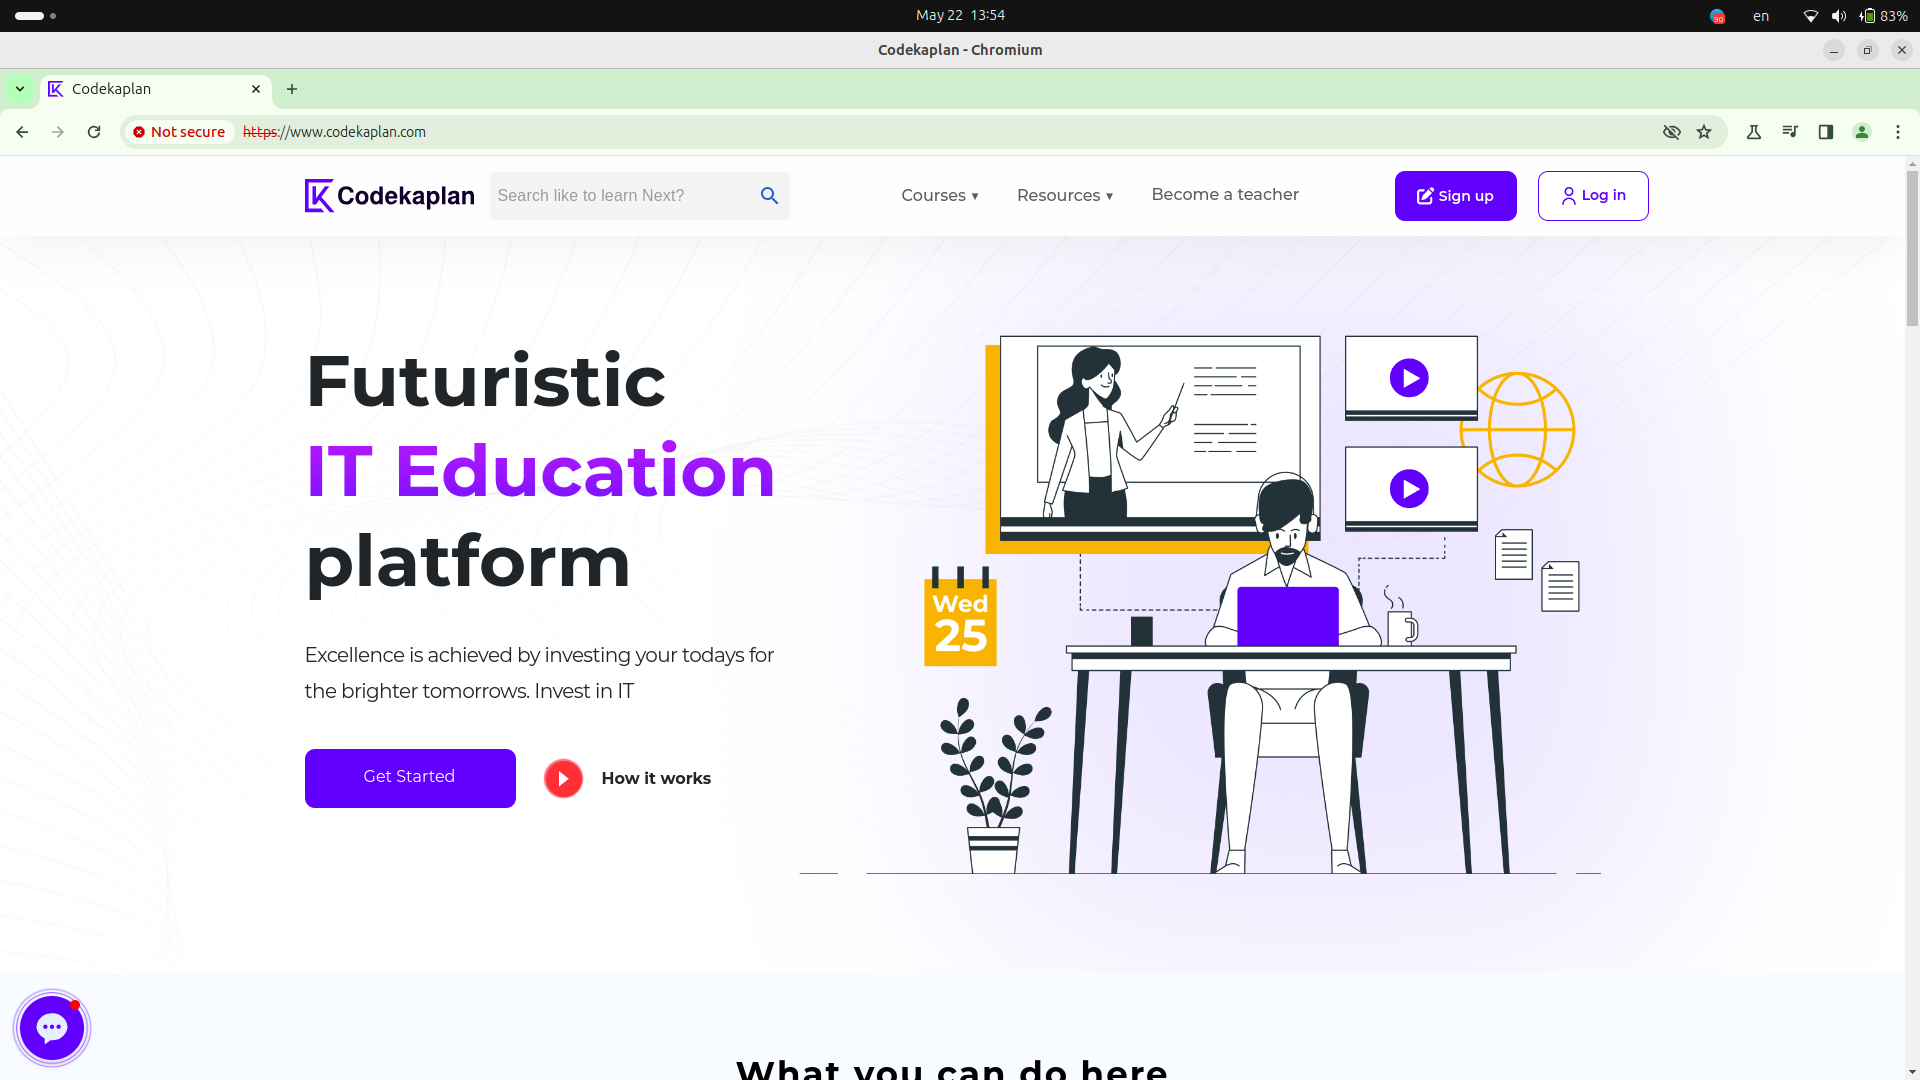 May 22 13:54
90
en
83%
Codekaplan - Chromium
Codekaplan
Not secure
https://www.codekaplan.com
Codekaplan
Search like to learn Next?
Courses ▾
Resources ▾
Become a teacher
Sign up
Log in
Futuristic
IT Education
platform
Excellence is achieved by investing your todays for
the brighter tomorrows. Invest in IT
Get Started
How it works
Wed
25
What you can do here